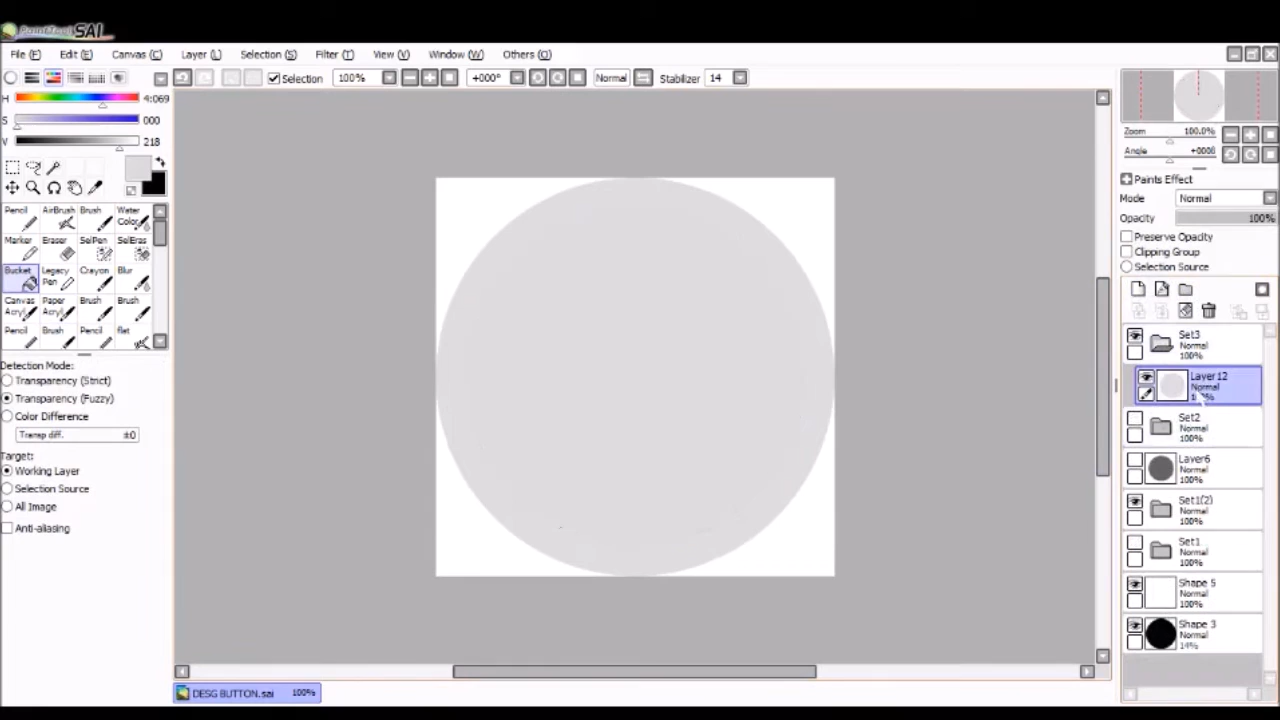 PaintTool SAI
File (F) Edit (E) Canvas (C) Layer (L) Selection (S) Filter (T) View (V) Window (W) Others (O)
Selection 100% +000° Normal Stabilizer 14
H 4:069
S 000
V 218
Zoom 100.0%
Angle +000
Paints Effect
Mode Normal
Opacity 100%
Preserve Opacity
Clipping Group
Selection Source
Pencil AirBrush Brush Water Color
Marker Eraser SelPen SelEras
Bucket Legacy Pen Crayon Blur
Canvas Acryl Paper Acryl Brush Brush
Pencil Brush Pencil flat
Detection Mode:
Transparency (Strict)
Transparency (Fuzzy)
Color Difference
Transp diff. ±0
Target:
Working Layer
Selection Source
All Image
Anti-aliasing
Set3
Normal
100%
Layer12
Normal
Set2
Normal
100%
Layer6
Normal
100%
Set1(2)
Normal
100%
Set1
Normal
100%
Shape 5
Normal
100%
Shape 3
Normal
14%
DESG BUTTON.sai 100%